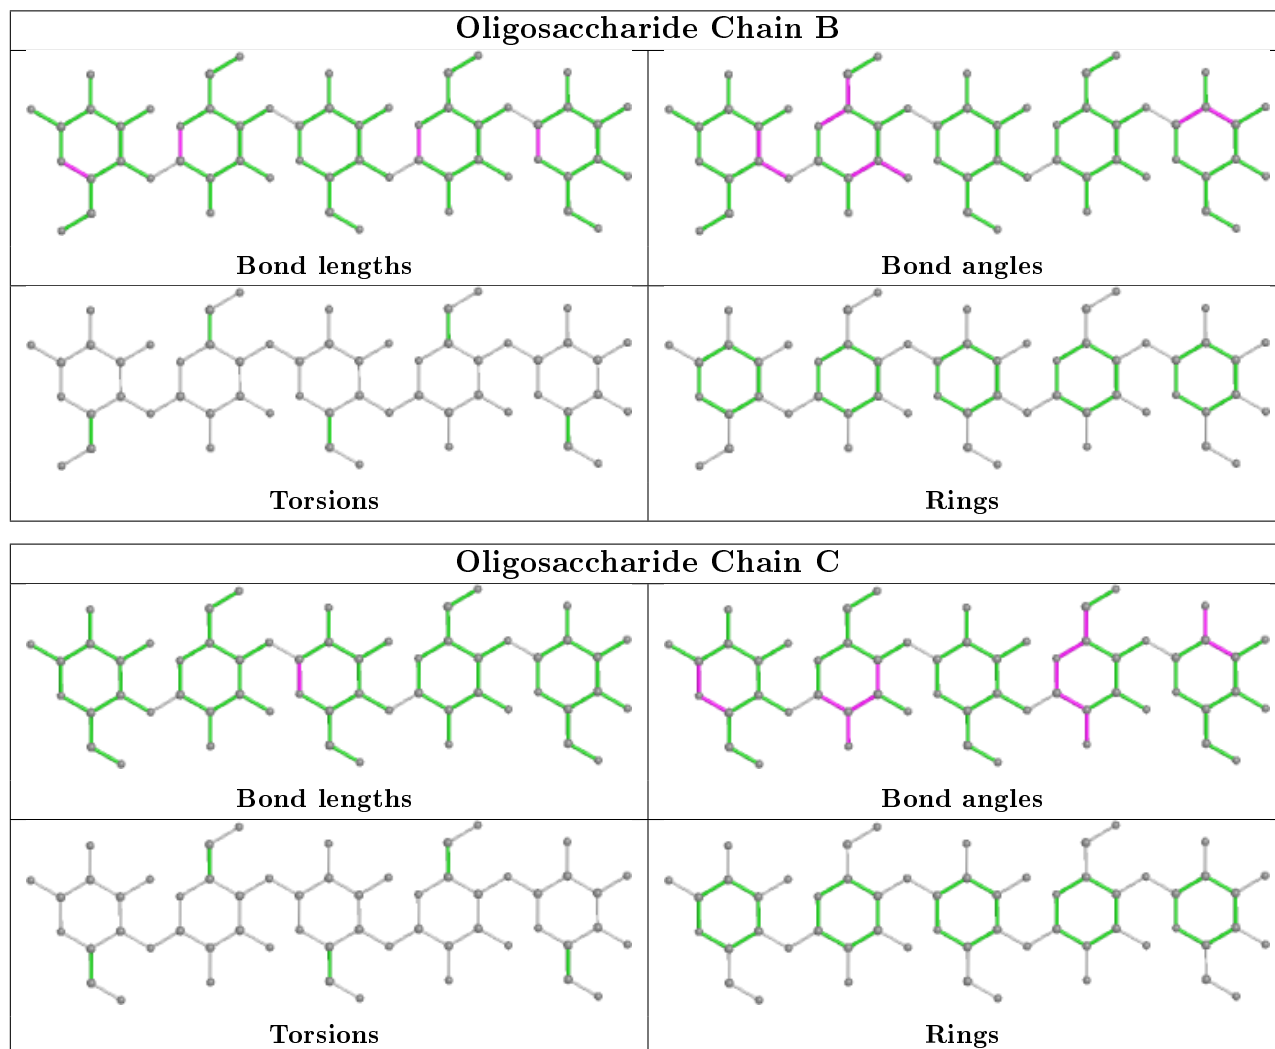 Oligosaccharide Chain B
Bond lengths
Bond angles
Torsions
Rings
Oligosaccharide Chain C
Bond lengths
Bond angles
Torsions
Rings